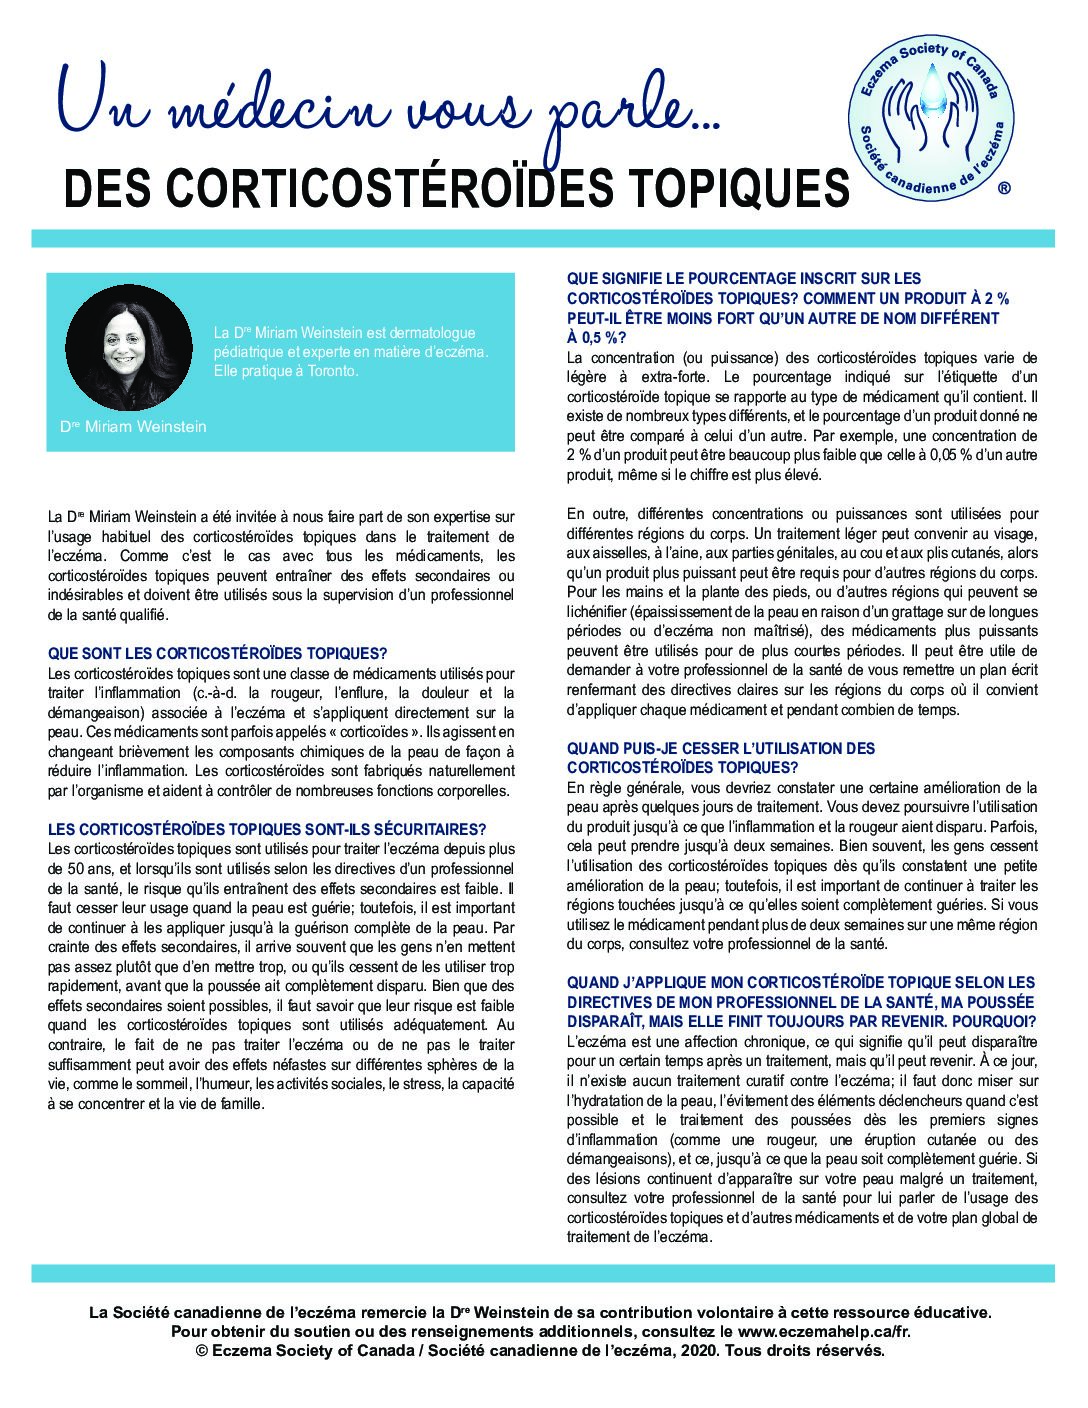 Un médecin vous parle...
DES CORTICOSTÉROÏDES TOPIQUES
Eczema Society of Canada
Société canadienne de l'eczéma
®
La Dre Miriam Weinstein est dermatologue
pédiatrique et experte en matière d'eczéma.
Elle pratique à Toronto.
Dre Miriam Weinstein
La Dre Miriam Weinstein a été invitée à nous faire part de son expertise sur
l'usage habituel des corticostéroïdes topiques dans le traitement de
l'eczéma. Comme c'est le cas avec tous les médicaments, les
corticostéroïdes topiques peuvent entraîner des effets secondaires ou
indésirables et doivent être utilisés sous la supervision d'un professionnel
de la santé qualifié.
QUE SONT LES CORTICOSTÉROÏDES TOPIQUES?
Les corticostéroïdes topiques sont une classe de médicaments utilisés pour
traiter l'inflammation (c.-à-d. la rougeur, l'enflure, la douleur et la
démangeaison) associée à l'eczéma et s'appliquent directement sur la
peau. Ces médicaments sont parfois appelés « corticoïdes ». Ils agissent en
changeant brièvement les composants chimiques de la peau de façon à
réduire l'inflammation. Les corticostéroïdes sont fabriqués naturellement
par l'organisme et aident à contrôler de nombreuses fonctions corporelles.
LES CORTICOSTÉROÏDES TOPIQUES SONT-ILS SÉCURITAIRES?
Les corticostéroïdes topiques sont utilisés pour traiter l'eczéma depuis plus
de 50 ans, et lorsqu'ils sont utilisés selon les directives d'un professionnel
de la santé, le risque qu'ils entraînent des effets secondaires est faible. Il
faut cesser leur usage quand la peau est guérie; toutefois, il est important
de continuer à les appliquer jusqu'à la guérison complète de la peau. Par
crainte des effets secondaires, il arrive souvent que les gens n'en mettent
pas assez plutôt que d'en mettre trop, ou qu'ils cessent de les utiliser trop
rapidement, avant que la poussée ait complètement disparu. Bien que des
effets secondaires soient possibles, il faut savoir que leur risque est faible
quand les corticostéroïdes topiques sont utilisés adéquatement. Au
contraire, le fait de ne pas traiter l'eczéma ou de ne pas le traiter
suffisamment peut avoir des effets néfastes sur différentes sphères de la
vie, comme le sommeil, l'humeur, les activités sociales, le stress, la capacité
à se concentrer et la vie de famille.
QUE SIGNIFIE LE POURCENTAGE INSCRIT SUR LES
CORTICOSTÉROÏDES TOPIQUES? COMMENT UN PRODUIT À 2 %
PEUT-IL ÊTRE MOINS FORT QU'UN AUTRE DE NOM DIFFÉRENT
À 0,5 %?
La concentration (ou puissance) des corticostéroïdes topiques varie de
légère à extra-forte. Le pourcentage indiqué sur l'étiquette d'un
corticostéroïde topique se rapporte au type de médicament qu'il contient. Il
existe de nombreux types différents, et le pourcentage d'un produit donné ne
peut être comparé à celui d'un autre. Par exemple, une concentration de
2 % d'un produit peut être beaucoup plus faible que celle à 0,05 % d'un autre
produit, même si le chiffre est plus élevé.
En outre, différentes concentrations ou puissances sont utilisées pour
différentes régions du corps. Un traitement léger peut convenir au visage,
aux aisselles, à l'aine, aux parties génitales, au cou et aux plis cutanés, alors
qu'un produit plus puissant peut être requis pour d'autres régions du corps.
Pour les mains et la plante des pieds, ou d'autres régions qui peuvent se
lichénifier (épaississement de la peau en raison d'un grattage sur de longues
périodes ou d'eczéma non maîtrisé), des médicaments plus puissants
peuvent être utilisés pour de plus courtes périodes. Il peut être utile de
demander à votre professionnel de la santé de vous remettre un plan écrit
renfermant des directives claires sur les régions du corps où il convient
d'appliquer chaque médicament et pendant combien de temps.
QUAND PUIS-JE CESSER L'UTILISATION DES
CORTICOSTÉROÏDES TOPIQUES?
En règle générale, vous devriez constater une certaine amélioration de la
peau après quelques jours de traitement. Vous devez poursuivre l'utilisation
du produit jusqu'à ce que l'inflammation et la rougeur aient disparu. Parfois,
cela peut prendre jusqu'à deux semaines. Bien souvent, les gens cessent
l'utilisation des corticostéroïdes topiques dès qu'ils constatent une petite
amélioration de la peau; toutefois, il est important de continuer à traiter les
régions touchées jusqu'à ce qu'elles soient complètement guéries. Si vous
utilisez le médicament pendant plus de deux semaines sur une même région
du corps, consultez votre professionnel de la santé.
QUAND J'APPLIQUE MON CORTICOSTÉROÏDE TOPIQUE SELON LES
DIRECTIVES DE MON PROFESSIONNEL DE LA SANTÉ, MA POUSSÉE
DISPARAÎT, MAIS ELLE FINIT TOUJOURS PAR REVENIR. POURQUOI?
L'eczéma est une affection chronique, ce qui signifie qu'il peut disparaître
pour un certain temps après un traitement, mais qu'il peut revenir. À ce jour,
il n'existe aucun traitement curatif contre l'eczéma; il faut donc miser sur
l'hydratation de la peau, l'évitement des éléments déclencheurs quand c'est
possible et le traitement des poussées dès les premiers signes
d'inflammation (comme une rougeur, une éruption cutanée ou des
démangeaisons), et ce, jusqu'à ce que la peau soit complètement guérie. Si
des lésions continuent d'apparaître sur votre peau malgré un traitement,
consultez votre professionnel de la santé pour lui parler de l'usage des
corticostéroïdes topiques et d'autres médicaments et de votre plan global de
traitement de l'eczéma.
La Société canadienne de l'eczéma remercie la Dre Weinstein de sa contribution volontaire à cette ressource éducative.
Pour obtenir du soutien ou des renseignements additionnels, consultez le www.eczemahelp.ca/fr.
© Eczema Society of Canada / Société canadienne de l'eczéma, 2020. Tous droits réservés.